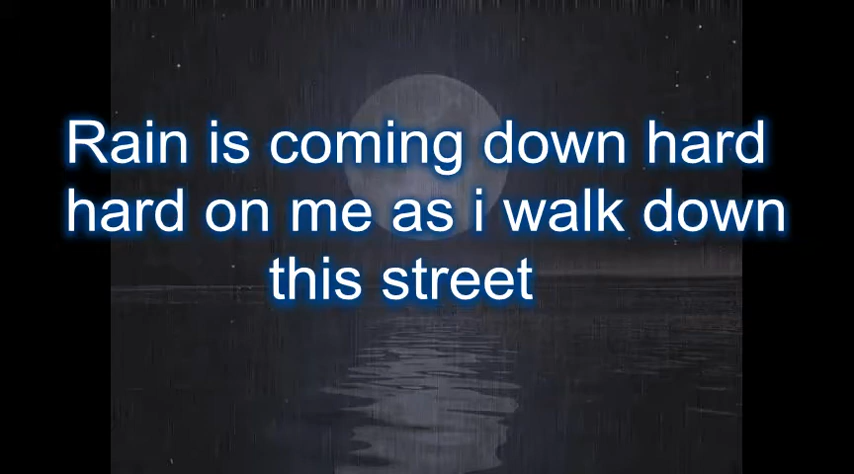 Rain is coming down hard
hard on me as i walk down
this street